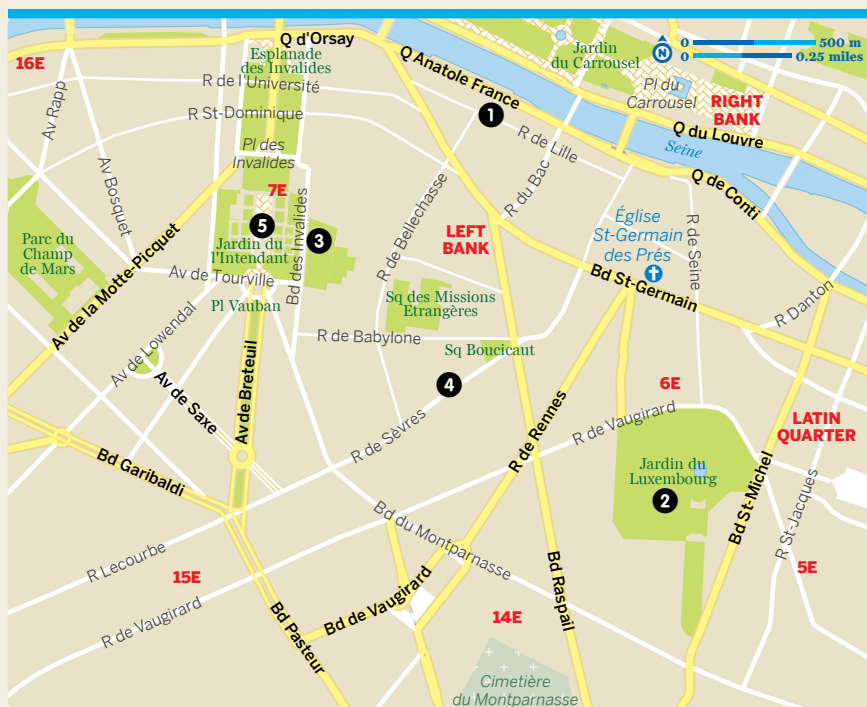 Q d'Orsay
16E
Esplanade
des Invalides
Q Anatole France
Jardin
du Carrousel
N
0 500 m
0 0.25 miles
Pl du
Carrousel
RIGHT
BANK
R de l'Université
Av Rapp
R St-Dominique
1
R de Lille
Q du Louvre
Seine
Pl des
Invalides
Av Bosquet
R du Bac
Q de Conti
7E
R de Bellechasse
5
3
Bd des Invalides
LEFT
BANK
Église
St-Germain
des Prés
R de Seine
Parc du
Champ
de Mars
Jardin du
l'Intendant
Av de la Motte-Picquet
Av de Tourville
Bd St-Germain
R Danton
Sq des Missions
Etrangères
Pl Vauban
Av de Lowendal
R de Babylone
Sq Boucicaut
Av de Saxe
Av de Breteuil
4
6E
R de Sèvres
R de Rennes
R de Vaugirard
LATIN
QUARTER
Bd Garibaldi
Jardin du
Luxembourg
2
Bd St-Michel
R St-Jacques
Bd du Montparnasse
R Lecourbe
15E
Bd Raspail
5E
R de Vaugirard
Bd de Vaugirard
Bd Pasteur
14E
Cimetière
du Montparnasse